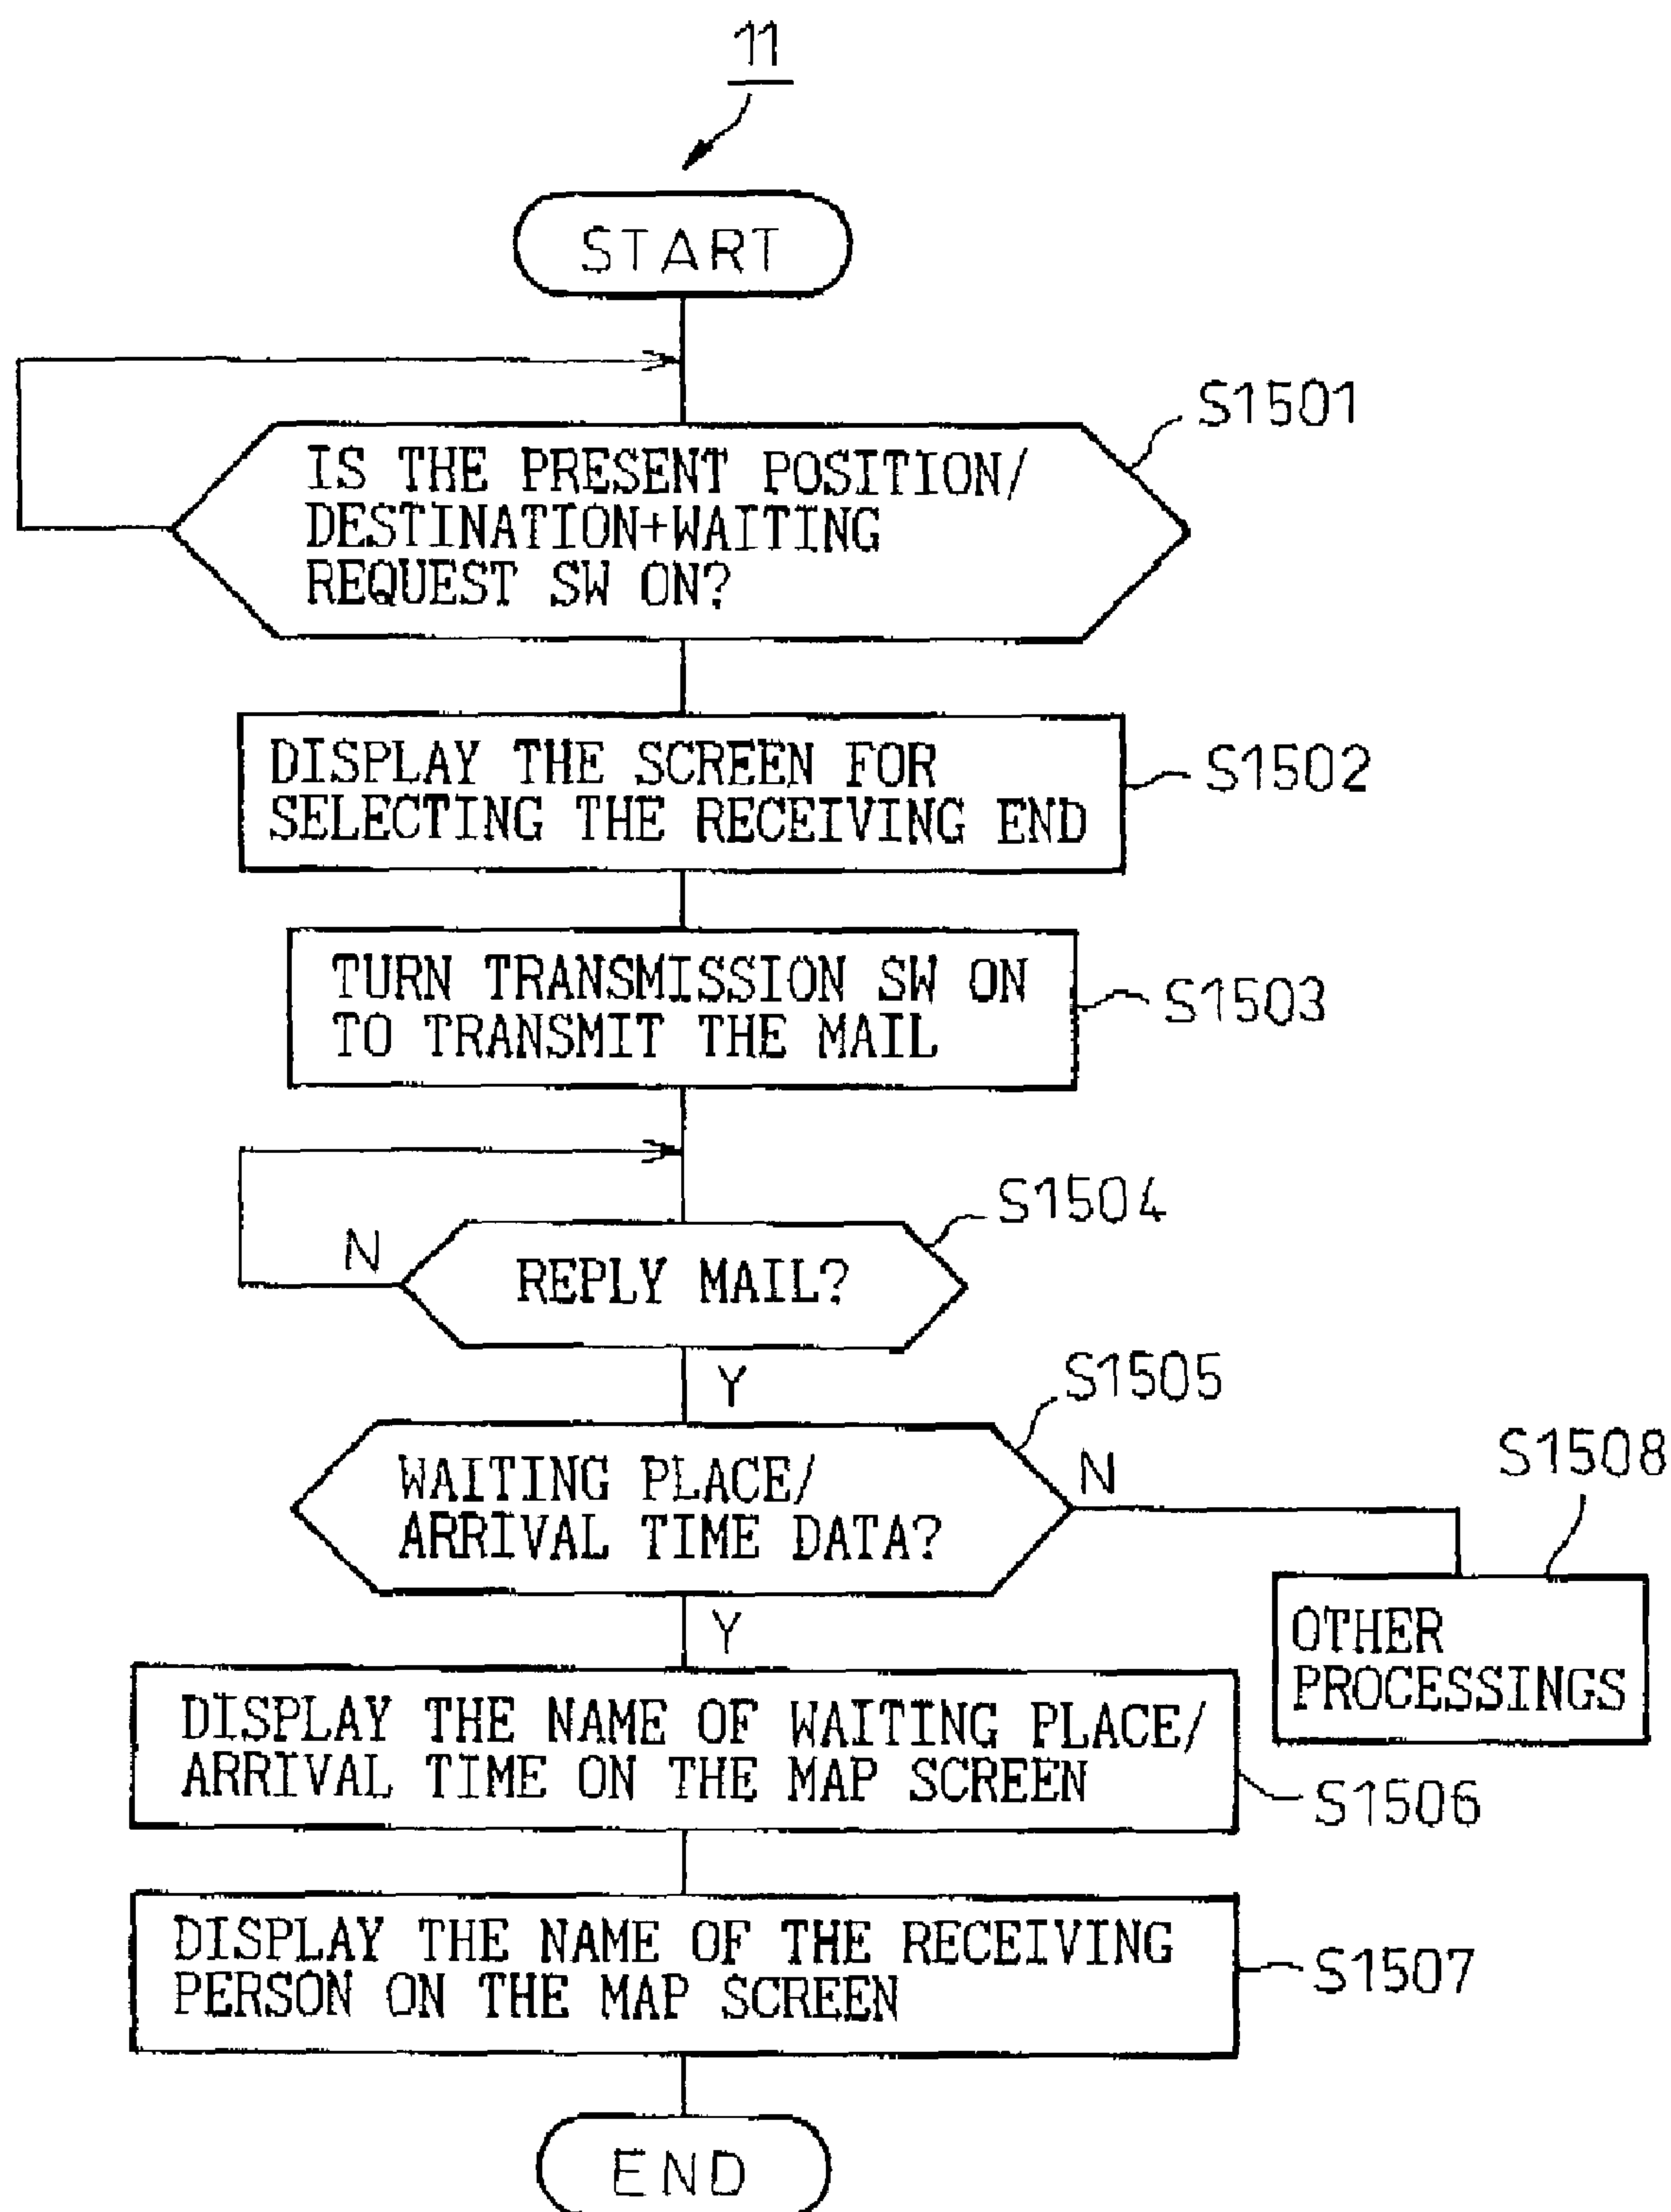 11
START
S1501
IS THE PRESENT POSITION/
DESTINATION+WAITING
REQUEST SW ON?
DISPLAY THE SCREEN FOR
SELECTING THE RECEIVING END
S1502
TURN TRANSMISSION SW ON
TO TRANSMIT THE MAIL
S1503
S1504
N
REPLY MAIL?
Y
S1505
WAITING PLACE/
ARRIVAL TIME DATA?
N
S1508
Y
OTHER
PROCESSINGS
DISPLAY THE NAME OF WAITING PLACE/
ARRIVAL TIME ON THE MAP SCREEN
S1506
DISPLAY THE NAME OF THE RECEIVING
PERSON ON THE MAP SCREEN
S1507
END